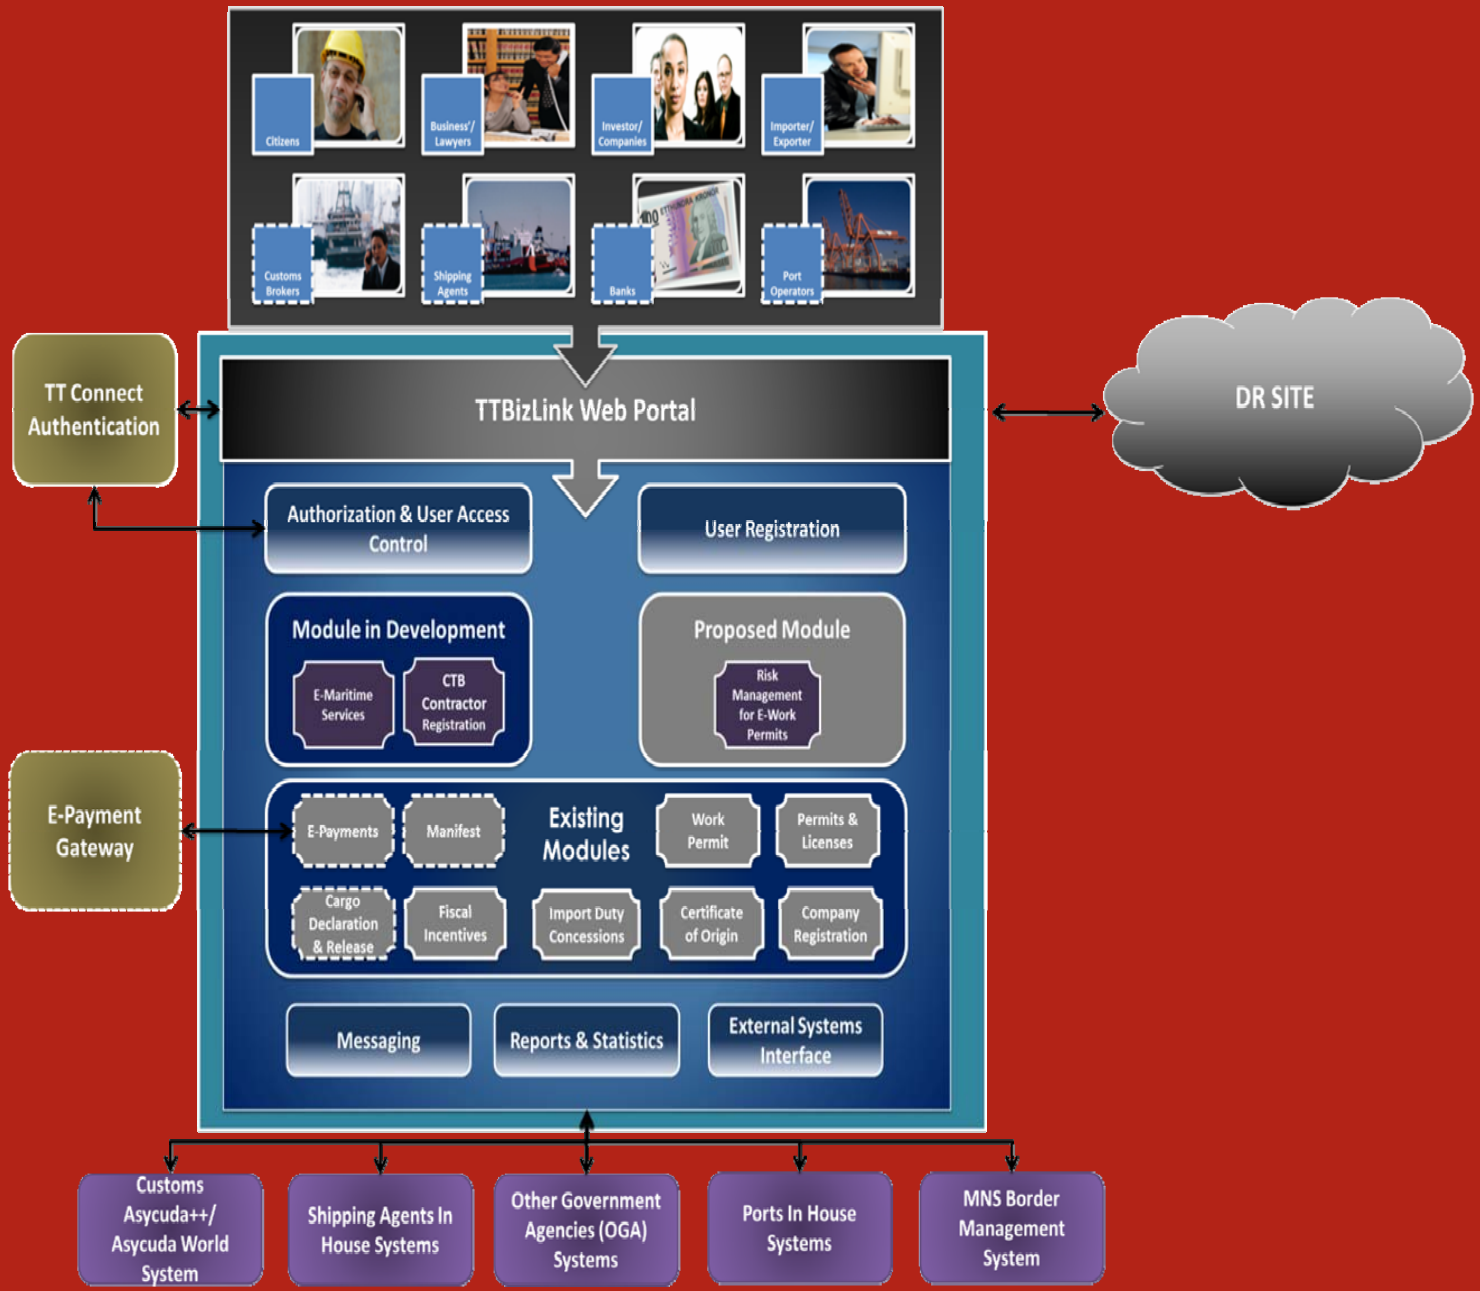 Citizens
Business'/
Lawyers
Investor/
Companies
Importer/
Exporter
Customs
Brokers
Shipping
Agents
100 ETTHUNDRA KRONOR
Banks
Port
Operators
TT Connect
Authentication
TTBizLink Web Portal
DR SITE
Authorization & User Access
Control
User Registration
Module in Development
E-Maritime
Services
CTB
Contractor
Registration
Proposed Module
Risk
Management
for E-Work
Permits
E-Payment
Gateway
E-Payments
Manifest
Existing
Modules
Work
Permit
Permits &
Licenses
Cargo
Declaration
& Release
Fiscal
Incentives
Import Duty
Concessions
Certificate
of Origin
Company
Registration
Messaging
Reports & Statistics
External Systems
Interface
Customs
Asycuda++/
Asycuda World
System
Shipping Agents In
House Systems
Other Government
Agencies (OGA)
Systems
Ports In House
Systems
MNS Border
Management
System